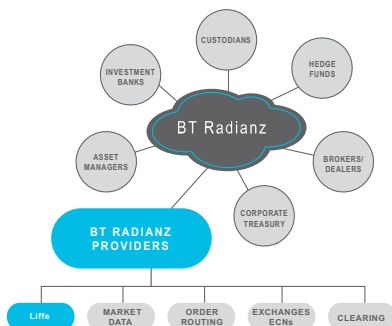 CUSTODIANS
INVESTMENT
BANKS
HEDGE
FUNDS
BT Radianz
ASSET
MANAGERS
BROKERS/
DEALERS
CORPORATE
TREASURY
BT RADIANZ
PROVIDERS
Liffe
MARKET
DATA
ORDER
ROUTING
EXCHANGES
ECNs
CLEARING